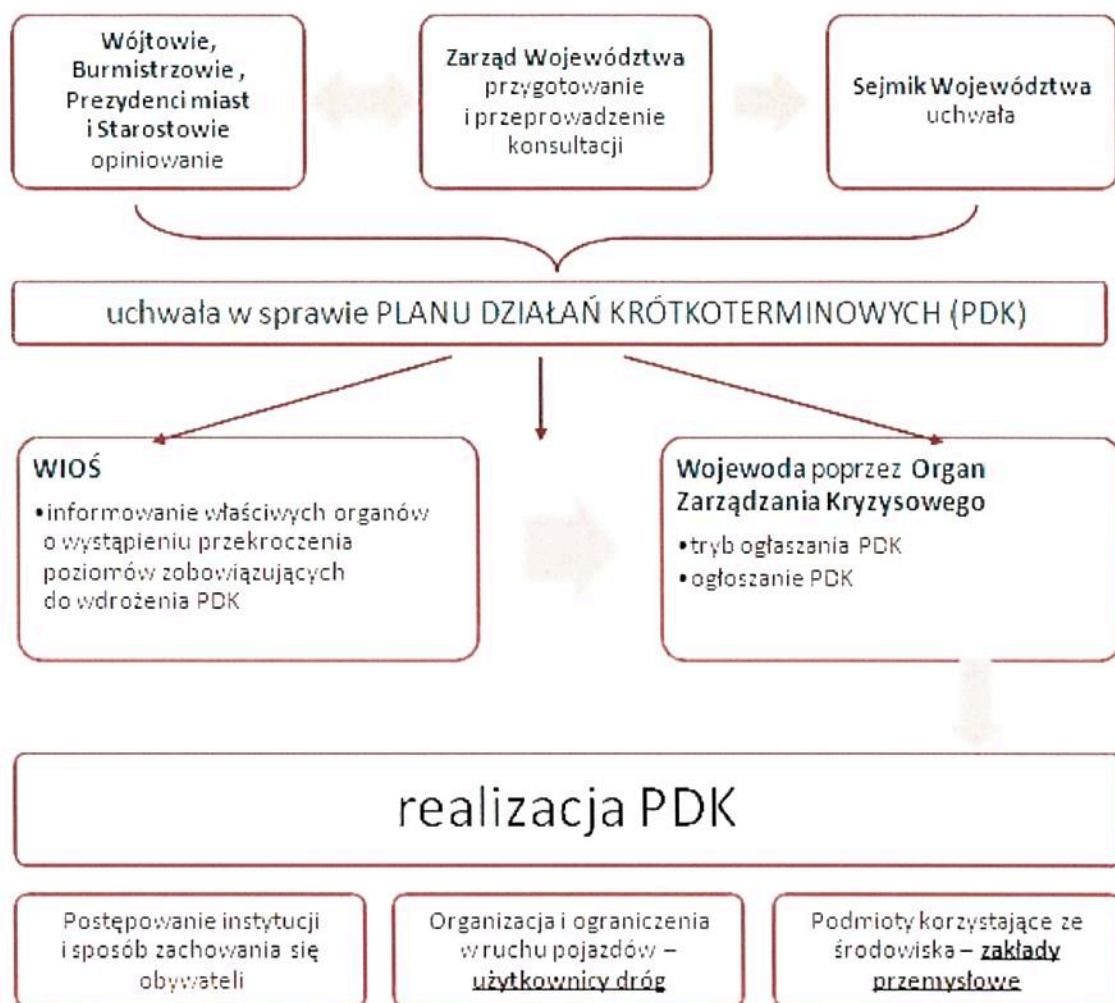 Wójtowie,
Burmistrzowie ,
Prezydenci miast
i Starostowie
opiniowanie
Zarząd Województwa
przygotowanie
i przeprowadzenie
konsultacji
Sejmik Województwa
uchwała
uchwała w sprawie PLANU DZIAŁAŃ KRÓTKOTERMINOWYCH (PDK)
WIOŚ
•informowanie właściwych organów
o wystąpieniu przekroczenia
poziomów zobowiązujących
do wdrożenia PDK
Wojewoda poprzez Organ
Zarządzania Kryzysowego
•tryb ogłaszania PDK
•ogłoszanie PDK
realizacja PDK
Postępowanie instytucji
i sposób zachowania się
obywateli
Organizacja i ograniczenia
w ruchu pojazdów –
użytkownicy dróg
Podmioty korzystające ze
środowiska – zakłady
przemysłowe